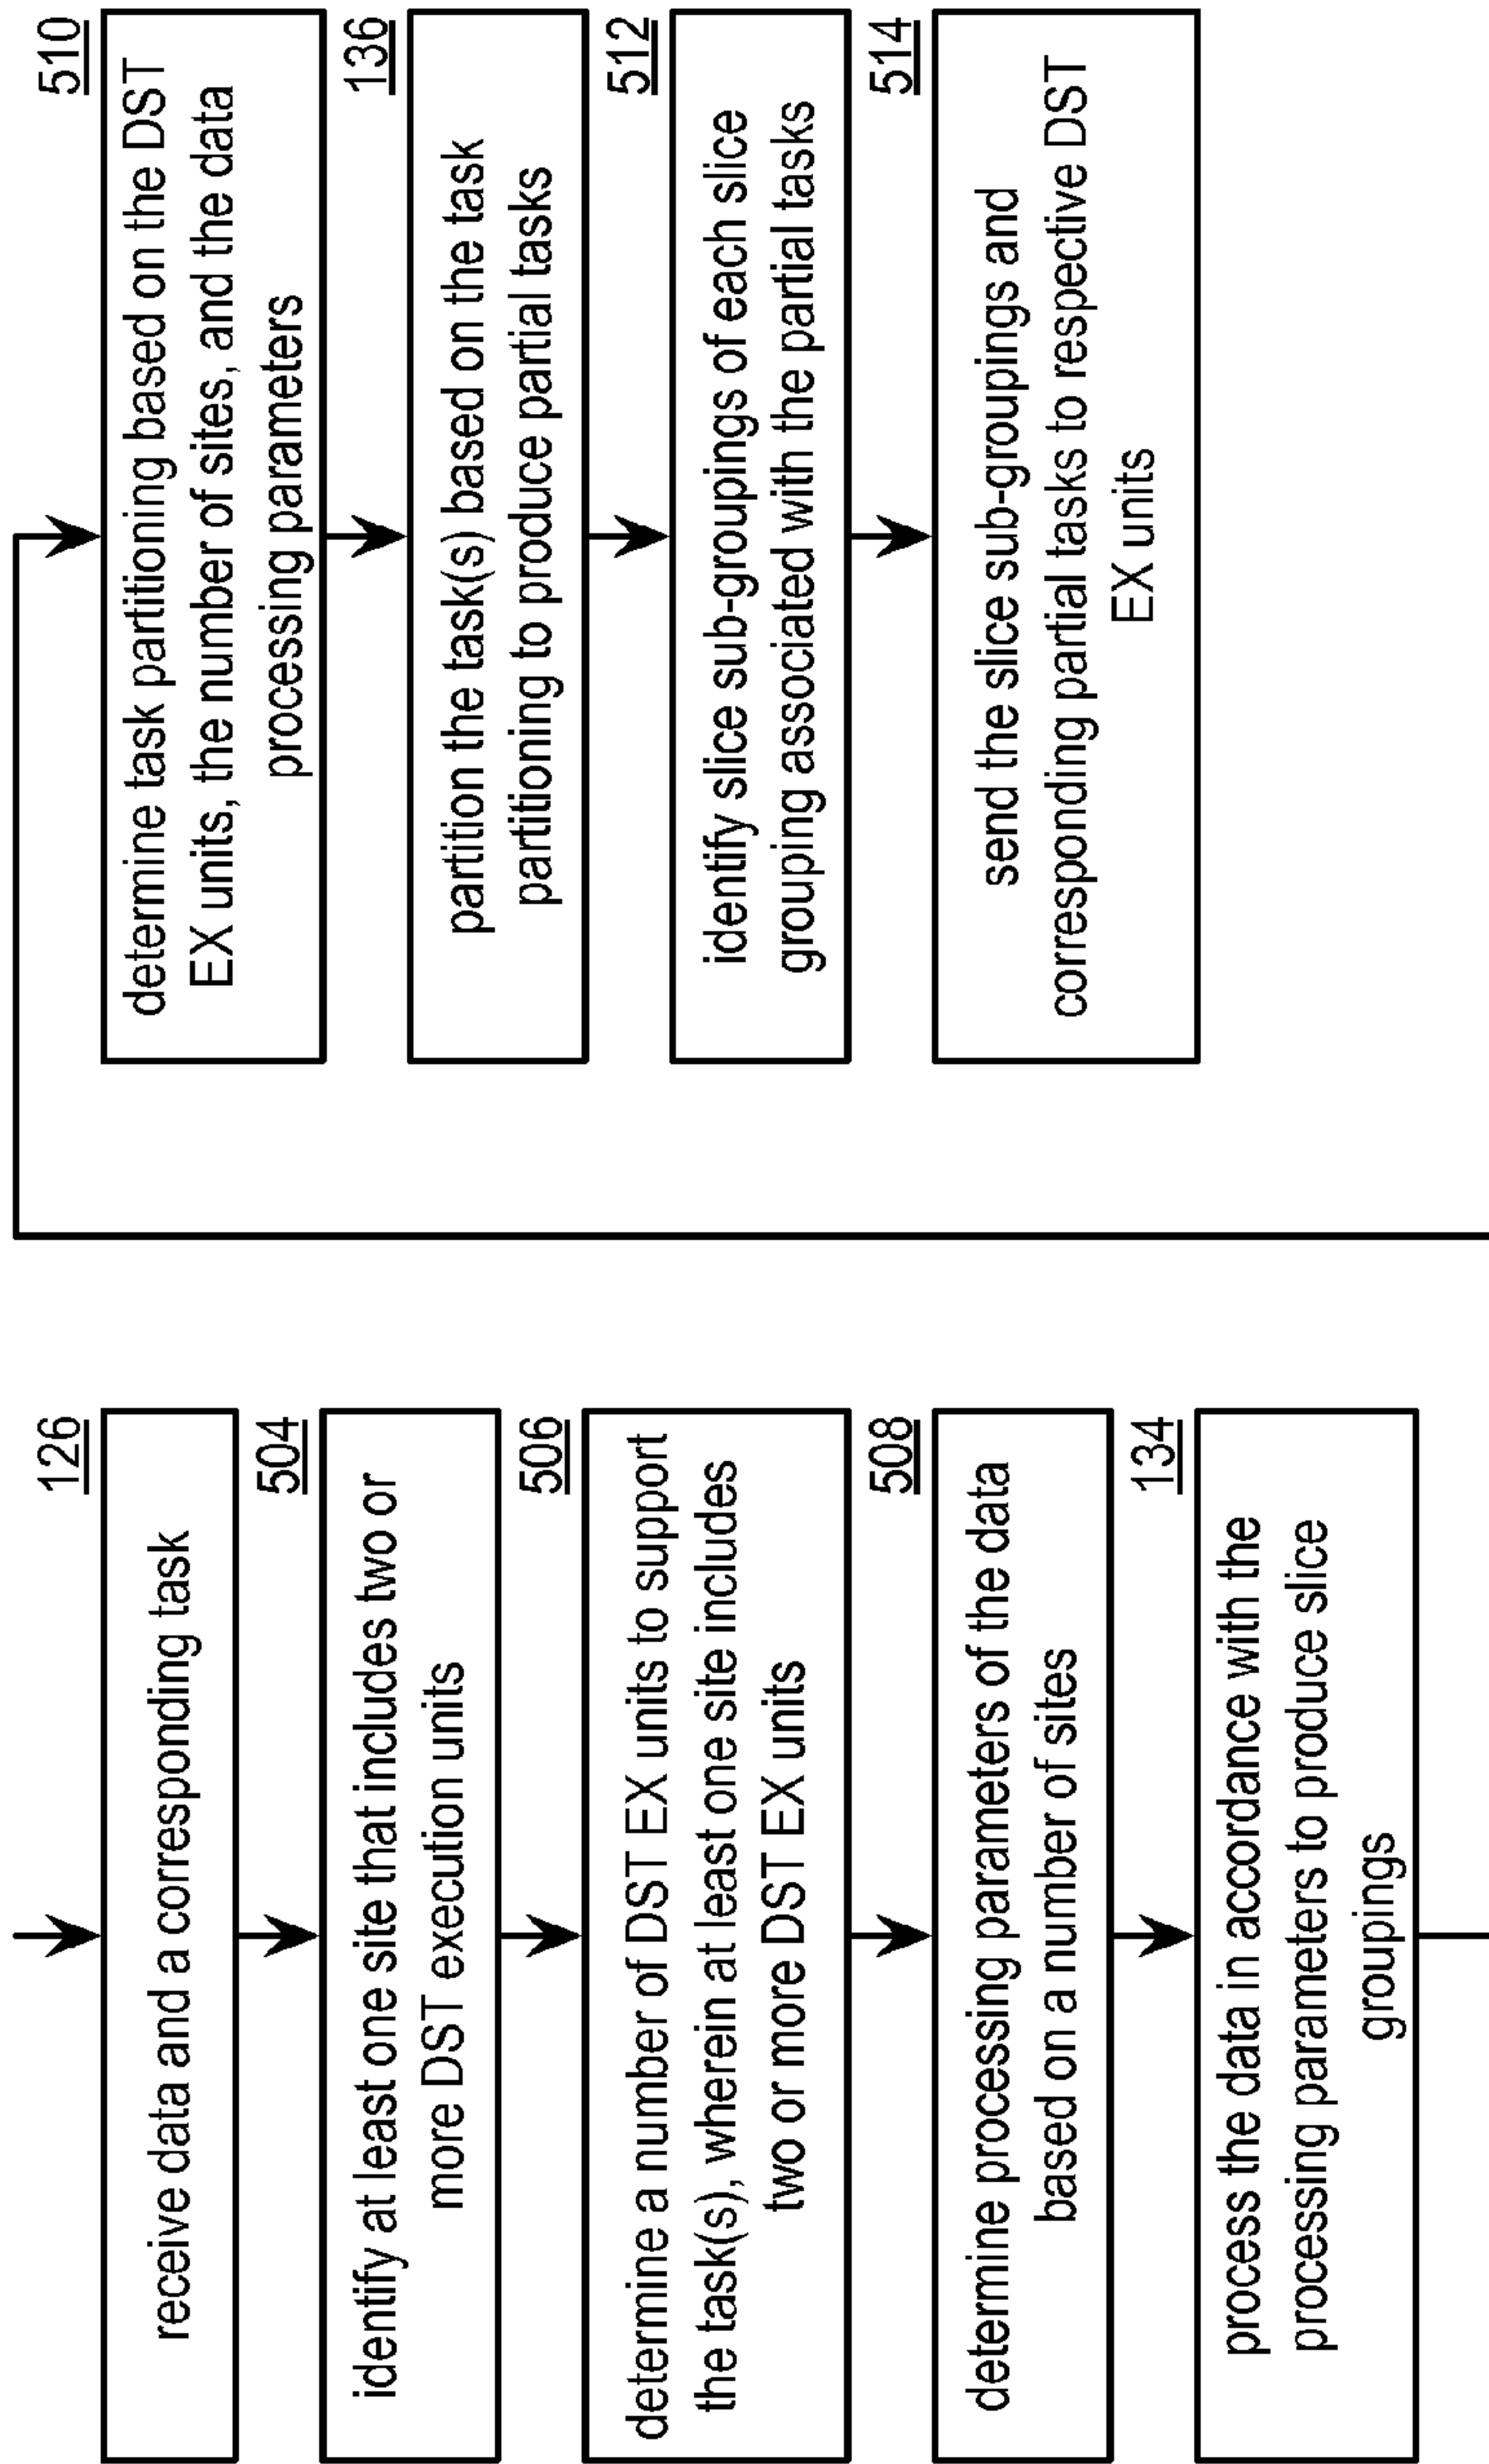 126
receive data and a corresponding task
504
identify at least one site that includes two or
more DST execution units
506
determine a number of DST EX units to support
the task(s), wherein at least one site includes
two or more DST EX units
508
determine processing parameters of the data
based on a number of sites
134
process the data in accordance with the
processing parameters to produce slice
groupings
510
determine task partitioning based on the DST
EX units, the number of sites, and the data
processing parameters
136
partition the task(s) based on the task
partitioning to produce partial tasks
512
identify slice sub-groupings of each slice
grouping associated with the partial tasks
514
send the slice sub-groupings and
corresponding partial tasks to respective DST
EX units